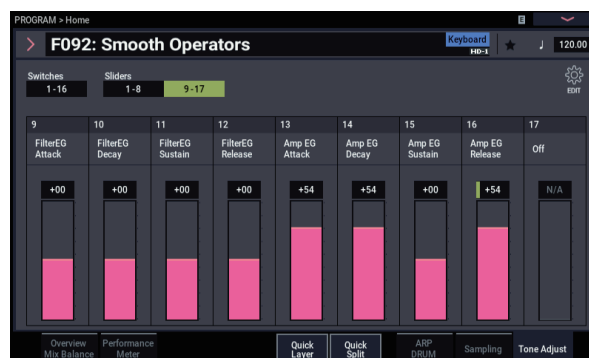 PROGRAM > Home
E
F092: Smooth Operators
Keyboard
HD-1
♩ 120.00
Switches
Sliders
1-16
1-8
9-17
EDIT
9 10 11 12 13 14 15 16 17
FilterEG Attack
FilterEG Decay
FilterEG Sustain
FilterEG Release
Amp EG Attack
Amp EG Decay
Amp EG Sustain
Amp EG Release
Off
+00 +00 +00 +00 +54 +54 +00 +54 N/A
Overview Mix Balance
Performance Meter
Quick Layer
Quick Split
ARP DRUM
Sampling
Tone Adjust